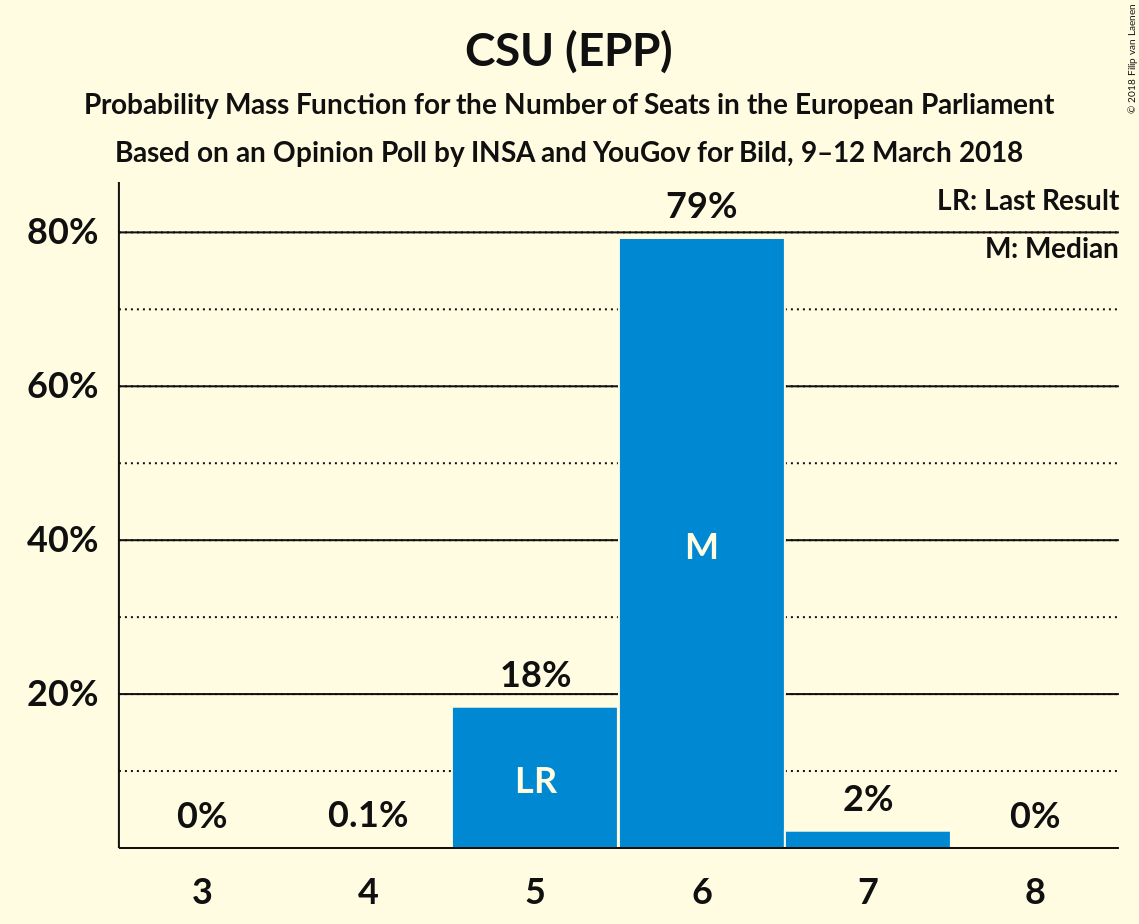 CSU (EPP)
Probability Mass Function for the Number of Seats in the European Parliament
Based on an Opinion Poll by INSA and YouGov for Bild, 9–12 March 2018
© 2018 Filip van Laenen
LR: Last Result
M: Median
80%
60%
40%
20%
0%
0.1%
18%
79%
2%
0%
LR
M
3
4
5
6
7
8